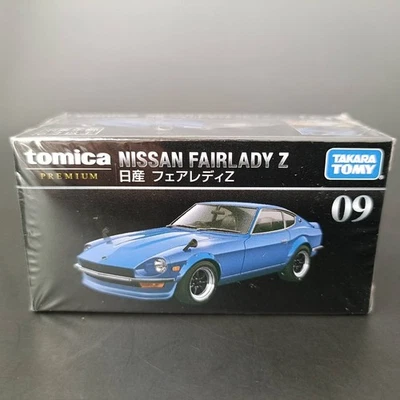 tomica
PREMIUM
NISSAN FAIRLADY Z
日産 フェアレディZ
TAKARA
TOMY
09